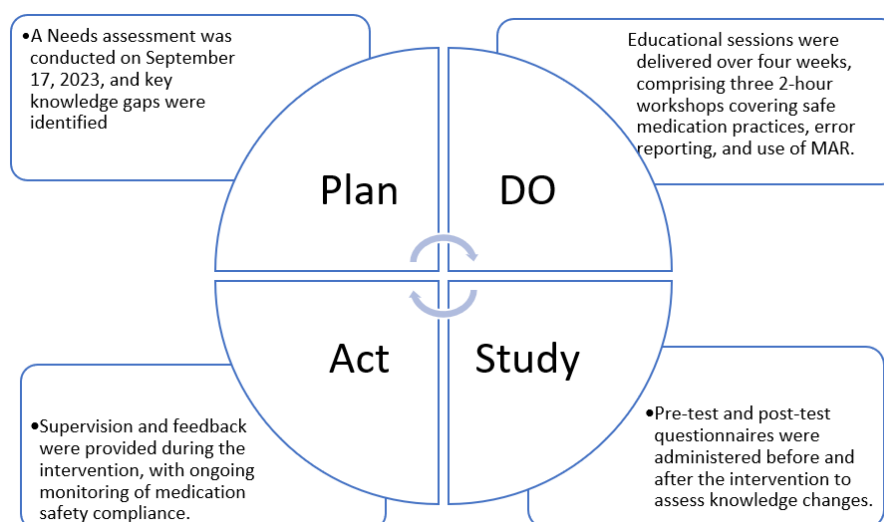 •A Needs assessment was
conducted on September
17, 2023, and key
knowledge gaps were
identified
Educational sessions were
delivered over four weeks,
comprising three 2-hour
workshops covering safe
medication practices, error
reporting, and use of MAR.
Plan
DO
Act
Study
•Supervision and feedback
were provided during the
intervention, with ongoing
monitoring of medication
safety compliance.
•Pre-test and post-test
questionnaires were
administered before and
after the intervention to
assess knowledge changes.